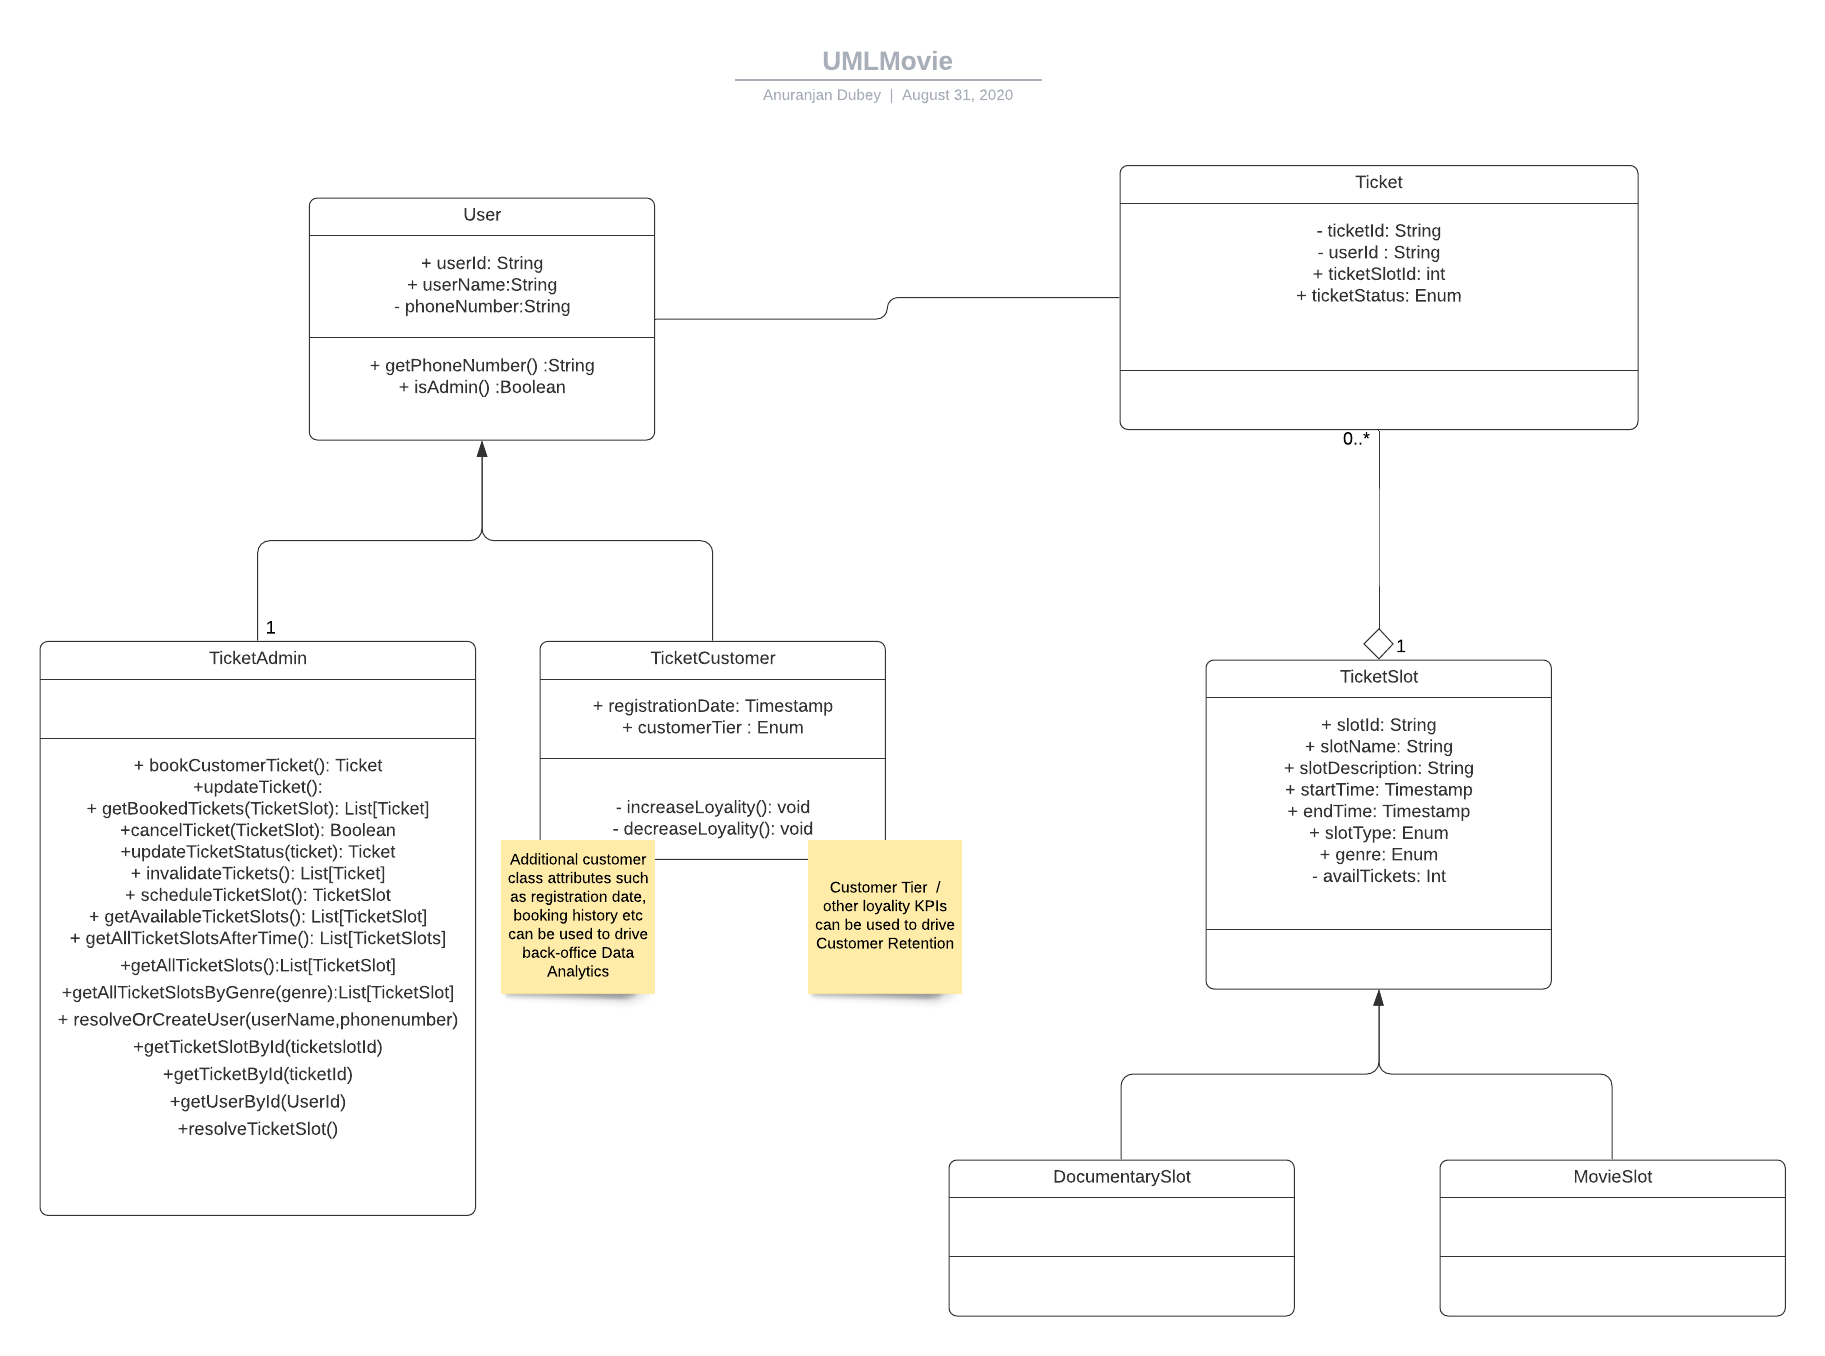 UMLMovie
Anuranjan Dubey | August 31, 2020
User
+ userId: String
+ userName:String
- phoneNumber:String
+ getPhoneNumber() :String
+ isAdmin() :Boolean
Ticket
- ticketId: String
- userId : String
+ ticketSlotId: int
+ ticketStatus: Enum
0..*
1
TicketAdmin
+ bookCustomerTicket(): Ticket
+updateTicket():
+ getBookedTickets(TicketSlot): List[Ticket]
+cancelTicket(TicketSlot): Boolean
+updateTicketStatus(ticket): Ticket
+ invalidateTickets(): List[Ticket]
+ scheduleTicketSlot(): TicketSlot
+ getAvailableTicketSlots(): List[TicketSlot]
+ getAllTicketSlotsAfterTime(): List[TicketSlots]
+getAllTicketSlots():List[TicketSlot]
+getAllTicketSlotsByGenre(genre):List[TicketSlot]
+ resolveOrCreateUser(userName,phonenumber)
+getTicketSlotById(ticketslotId)
+getTicketById(ticketId)
+getUserById(UserId)
+resolveTicketSlot()
TicketCustomer
+ registrationDate: Timestamp
+ customerTier : Enum
- increaseLoyality(): void
- decreaseLoyality(): void
Additional customer
class attributes such
as registration date,
booking history etc
can be used to drive
back-office Data
Analytics
Customer Tier /
other loyality KPIs
can be used to drive
Customer Retention
1
TicketSlot
+ slotId: String
+ slotName: String
+ slotDescription: String
+ startTime: Timestamp
+ endTime: Timestamp
+ slotType: Enum
+ genre: Enum
- availTickets: Int
DocumentarySlot
MovieSlot